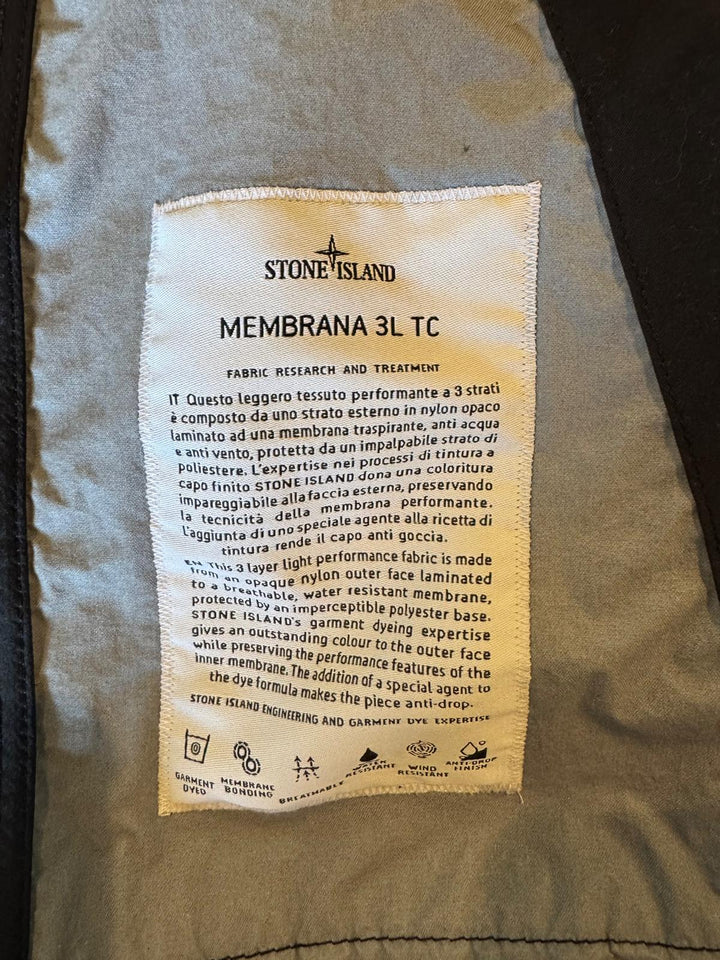 STONE ISLAND
MEMBRANA 3L TC
FABRIC RESEARCH AND TREATMENT
IT Questo leggero tessuto performante a 3 strati
è composto da uno strato esterno in nylon opaco
laminato ad una membrana traspirante, anti acqua
e anti vento, protetta da un impalpabile strato di
poliestere. L'expertise nei processi di tintura a
capo finito STONE ISLAND dona una coloritura
impareggiabile alla faccia esterna, preservando
la tecnicità della membrana performante.
L'aggiunta di uno speciale agente alla ricetta di
tintura rende il capo anti goccia.
EN This 3 layer light performance fabric is made
from an opaque nylon outer face laminated
to a breathable, water resistant membrane,
protected by an imperceptible polyester base.
STONE ISLAND's garment dyeing expertise
gives an outstanding colour to the outer face
while preserving the performance features of the
inner membrane. The addition of a special agent to
the dye formula makes the piece anti-drop.
STONE ISLAND ENGINEERING AND GARMENT DYE EXPERTISE
GARMENT DYED
MEMBRANE BONDING
BREATHABLE
WATER RESISTANT
WIND RESISTANT
ANTI-DROP FINISH